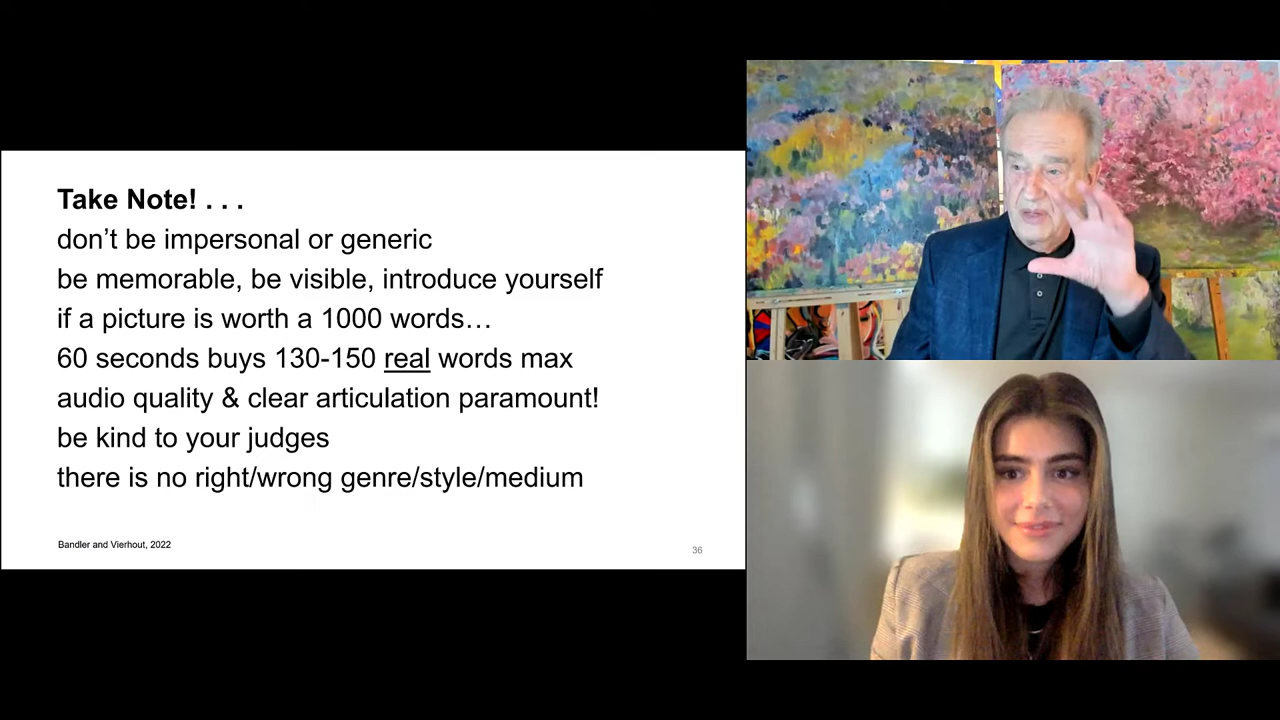 Take Note! . . .
don’t be impersonal or generic
be memorable, be visible, introduce yourself
if a picture is worth a 1000 words…
60 seconds buys 130-150 real words max
audio quality & clear articulation paramount!
be kind to your judges
there is no right/wrong genre/style/medium
Bandler and Vierhout, 2022
36